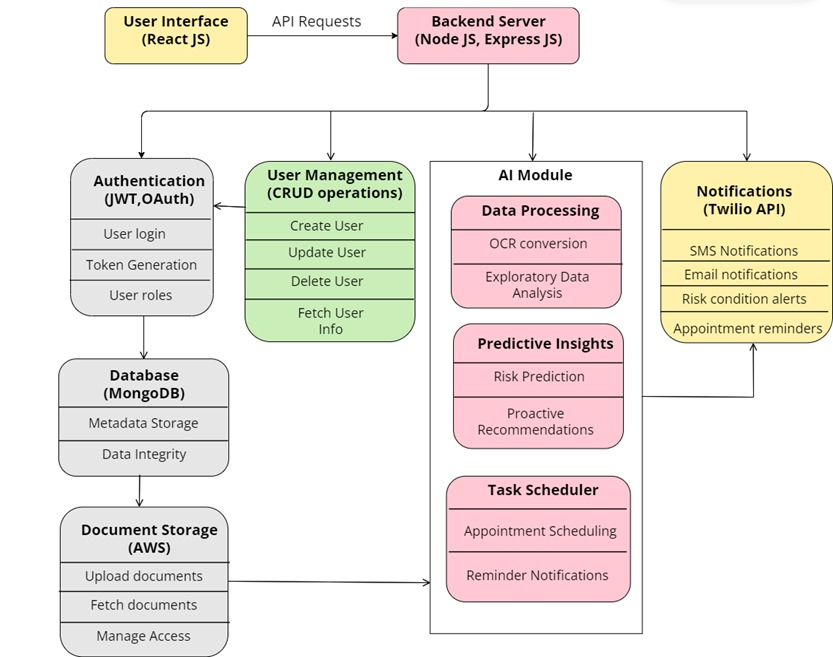 User Interface
(React JS)
API Requests
Backend Server
(Node JS, Express JS)
Authentication
(JWT,OAuth)
User login
Token Generation
User roles
User Management
(CRUD operations)
Create User
Update User
Delete User
Fetch User
Info
AI Module
Data Processing
OCR conversion
Exploratory Data
Analysis
Predictive Insights
Risk Prediction
Proactive
Recommendations
Task Scheduler
Appointment Scheduling
Reminder Notifications
Notifications
(Twilio API)
SMS Notifications
Email notifications
Risk condition alerts
Appointment reminders
Database
(MongoDB)
Metadata Storage
Data Integrity
Document Storage
(AWS)
Upload documents
Fetch documents
Manage Access